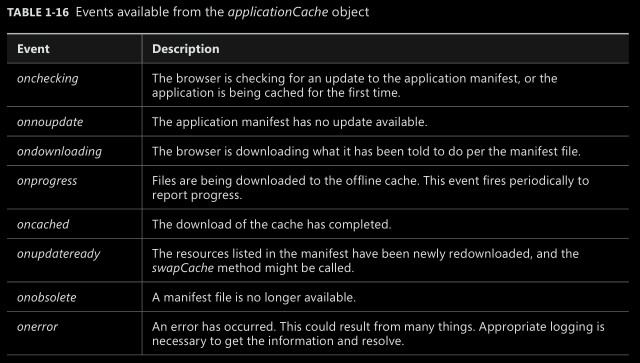 TABLE 1-16 Events available from the applicationCache object
Event Description
onchecking The browser is checking for an update to the application manifest, or the
application is being cached for the first time.
onnoupdate The application manifest has no update available.
ondownloading The browser is downloading what it has been told to do per the manifest file.
onprogress Files are being downloaded to the offline cache. This event fires periodically to
report progress.
oncached The download of the cache has completed.
onupdateready The resources listed in the manifest have been newly redownloaded, and the
swapCache method might be called.
onobsolete A manifest file is no longer available.
onerror An error has occurred. This could result from many things. Appropriate logging is
necessary to get the information and resolve.